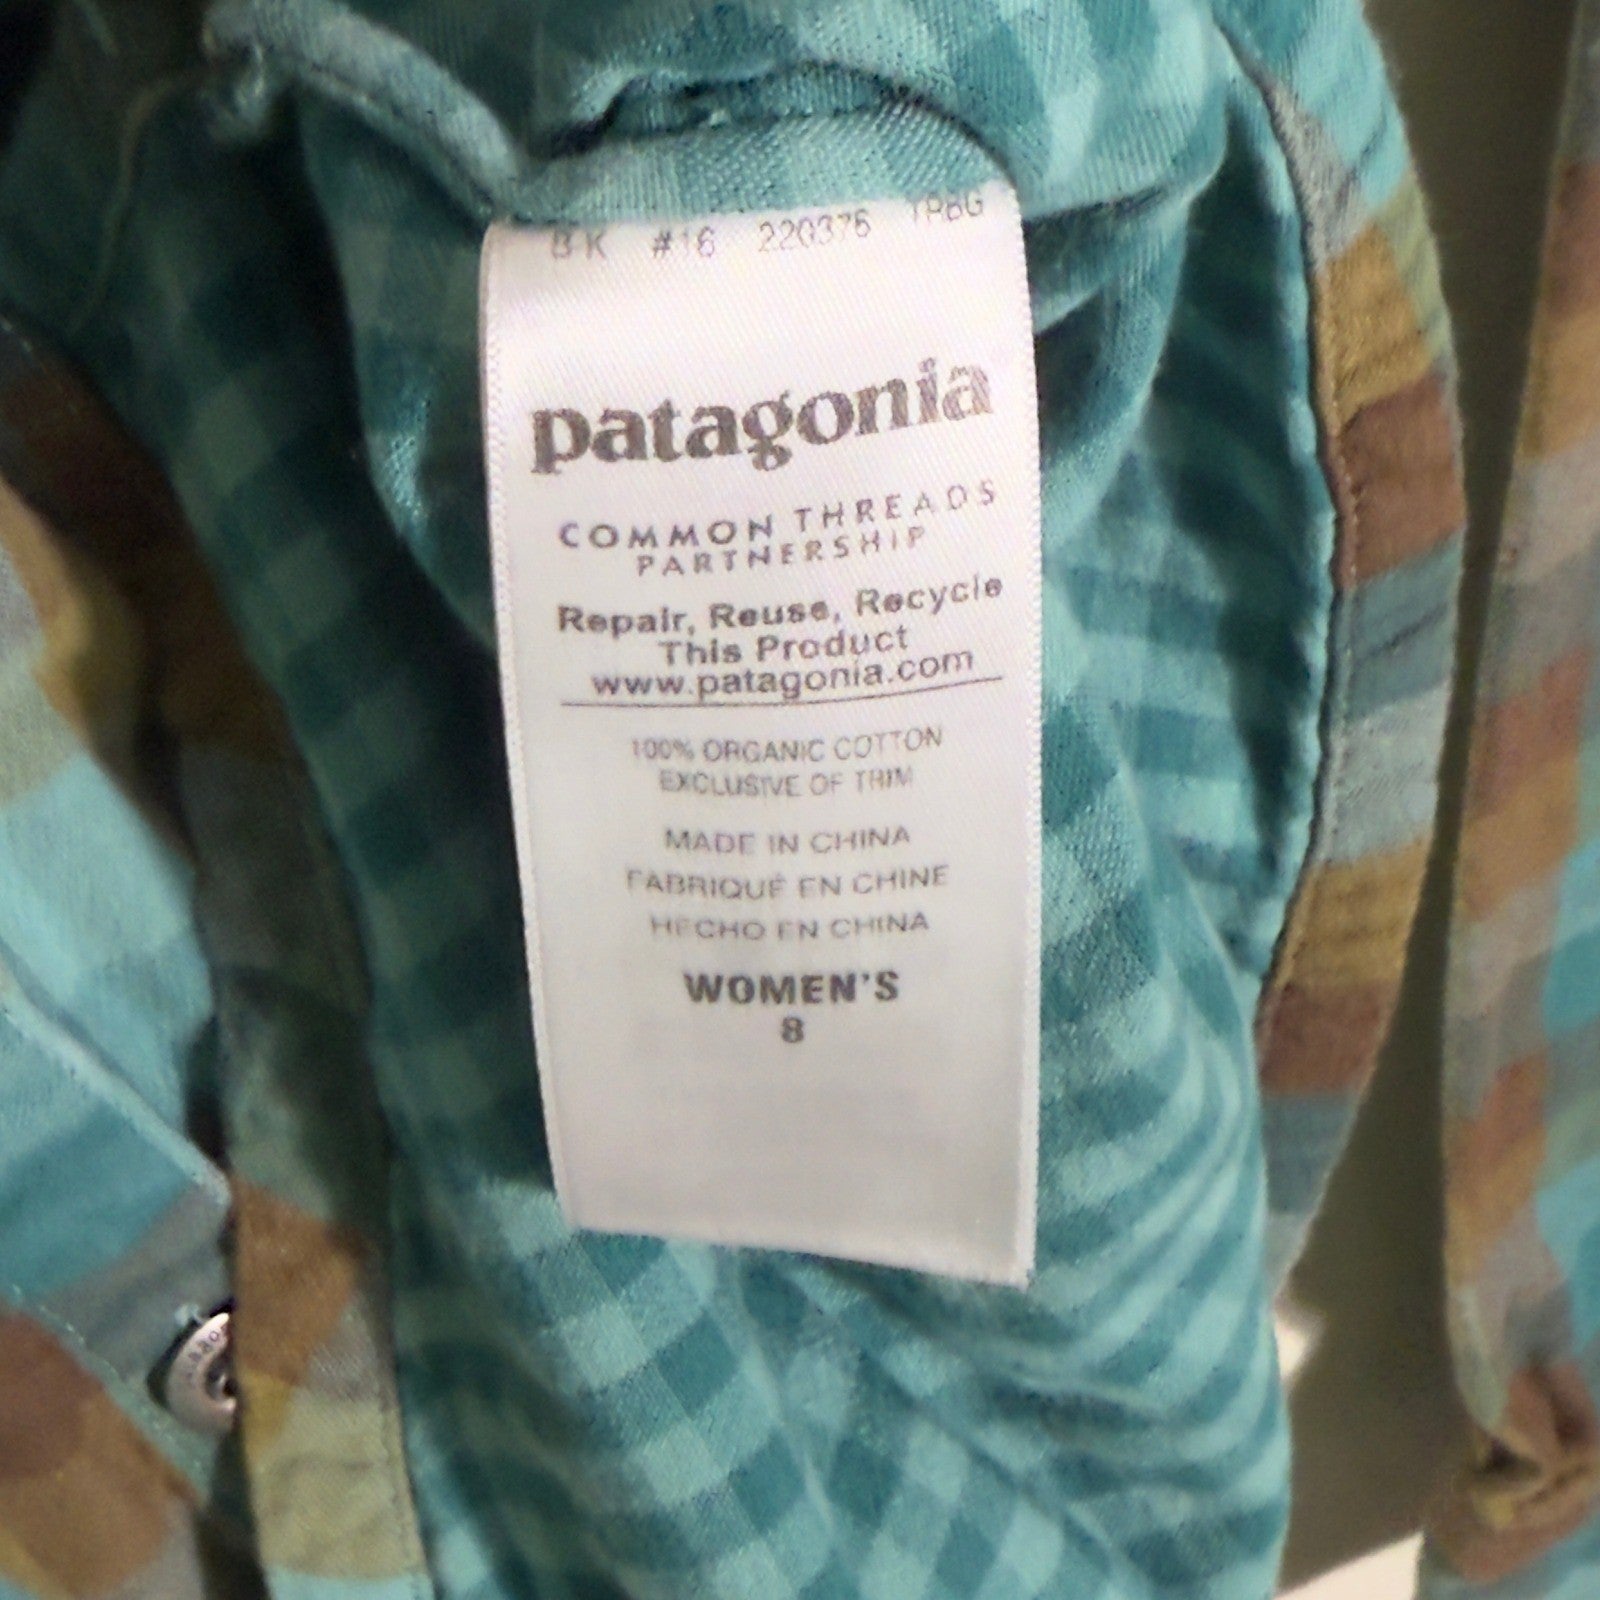 BK #16 220376
patagonia
COMMON THREADS
PARTNERSHIP
Repair, Reuse, Recycle
This Product
www.patagonia.com
100% ORGANIC COTTON
EXCLUSIVE OF TRIM
MADE IN CHINA
FABRIQUÉ EN CHINE
HECHO EN CHINA
WOMEN'S
8